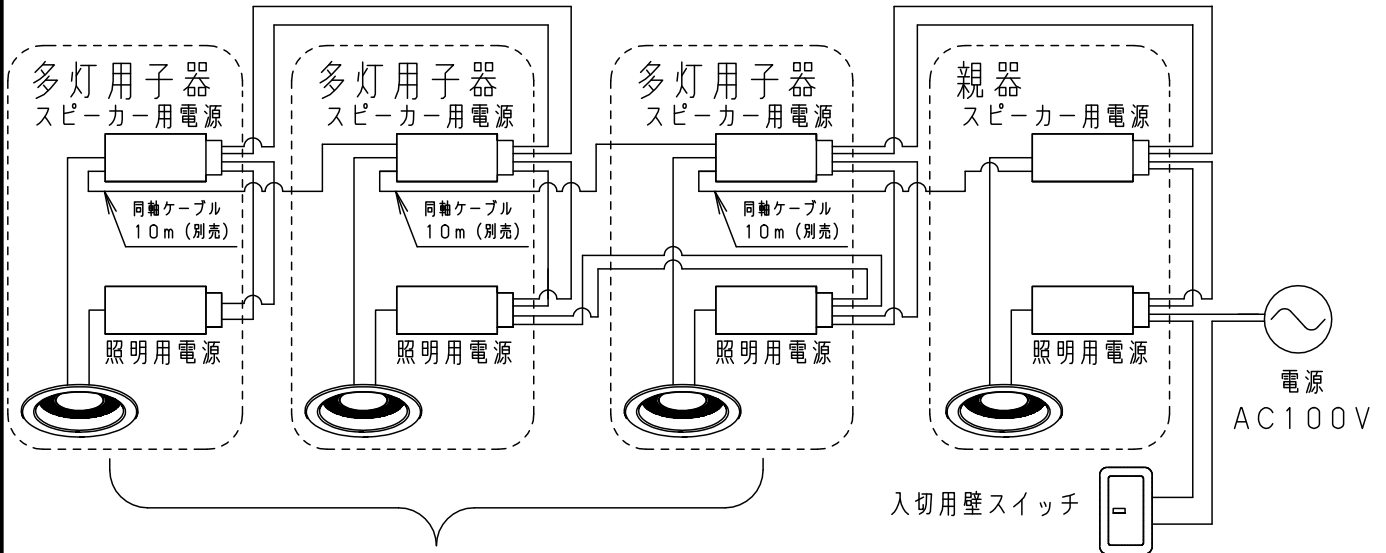 多灯用子器
スピーカー用電源
同軸ケーブル
10m(別売)
照明用電源
多灯用子器
スピーカー用電源
同軸ケーブル
10m(別売)
照明用電源
多灯用子器
スピーカー用電源
同軸ケーブル
10m(別売)
照明用電源
親器
スピーカー用電源
照明用電源
電源
AC100V
入切用壁スイッチ